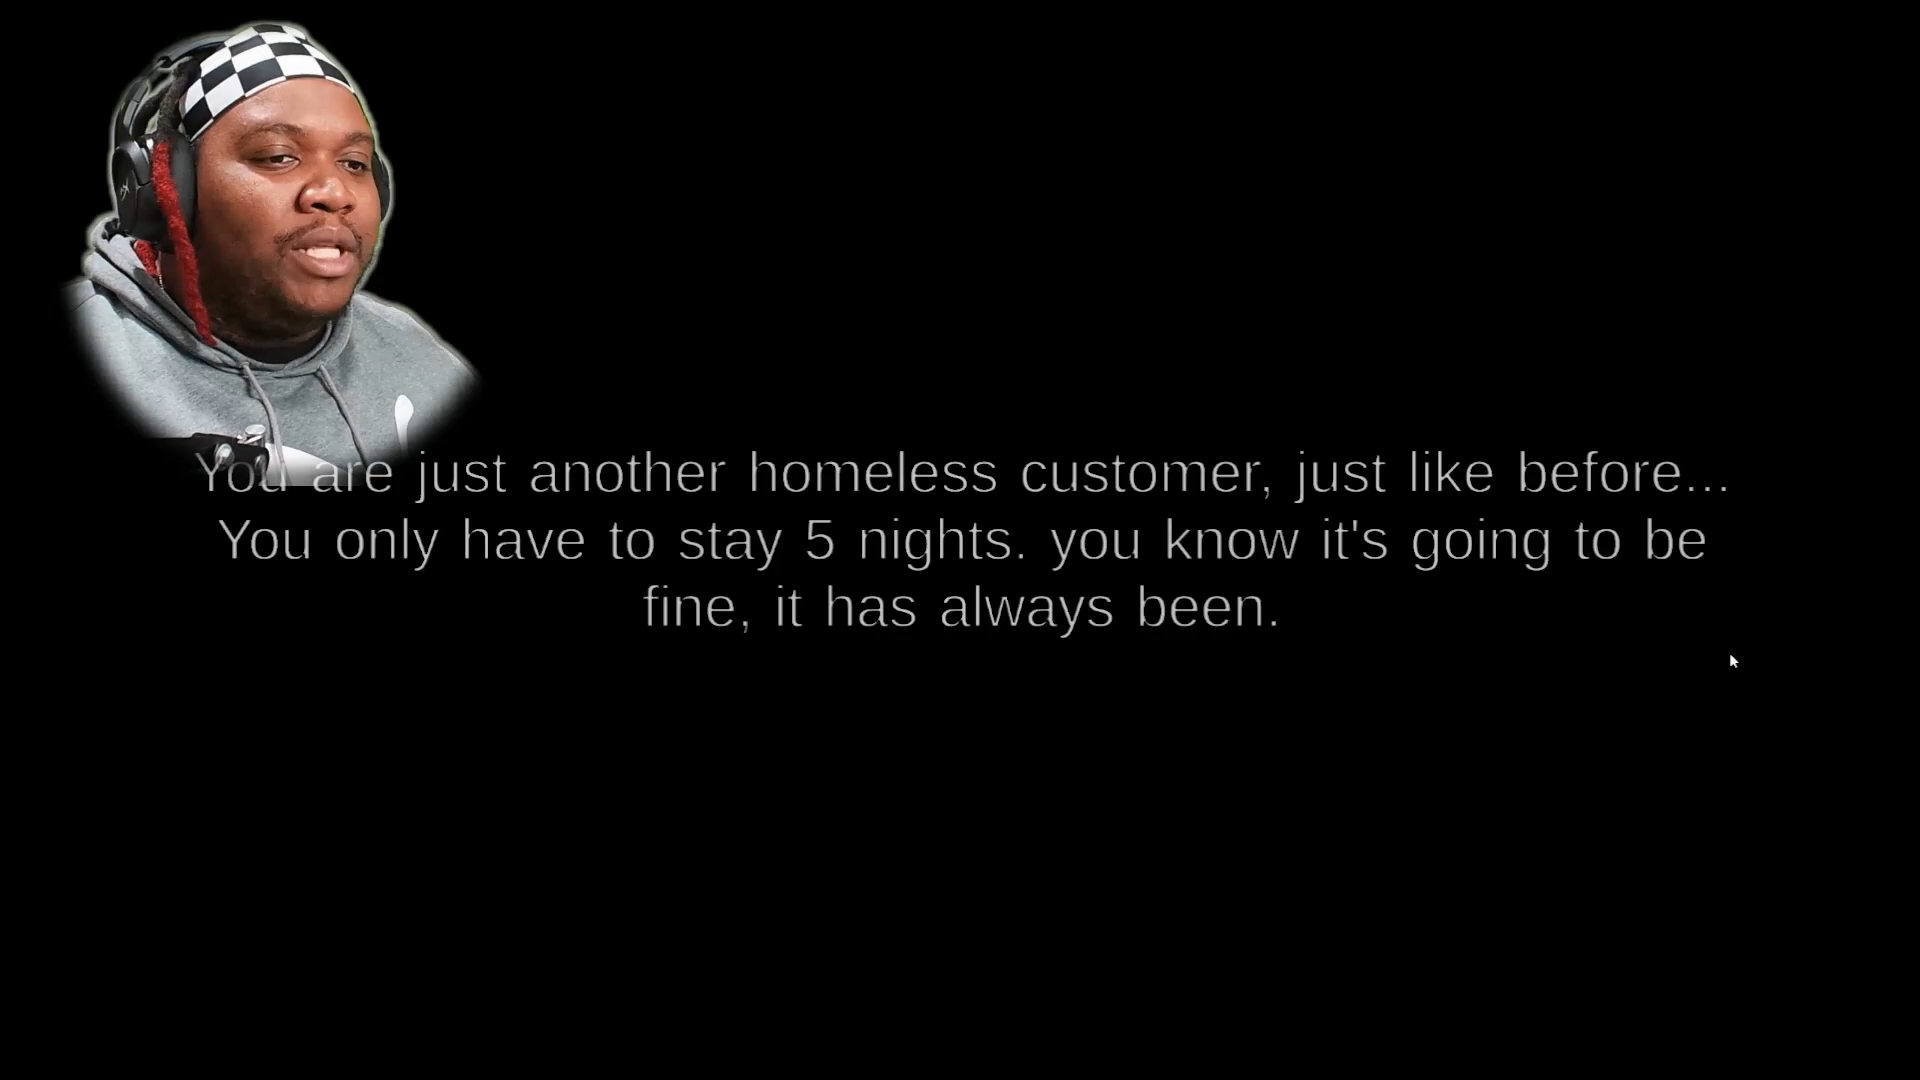 You are just another homeless customer, just like before...
You only have to stay 5 nights. you know it's going to be
fine, it has always been.